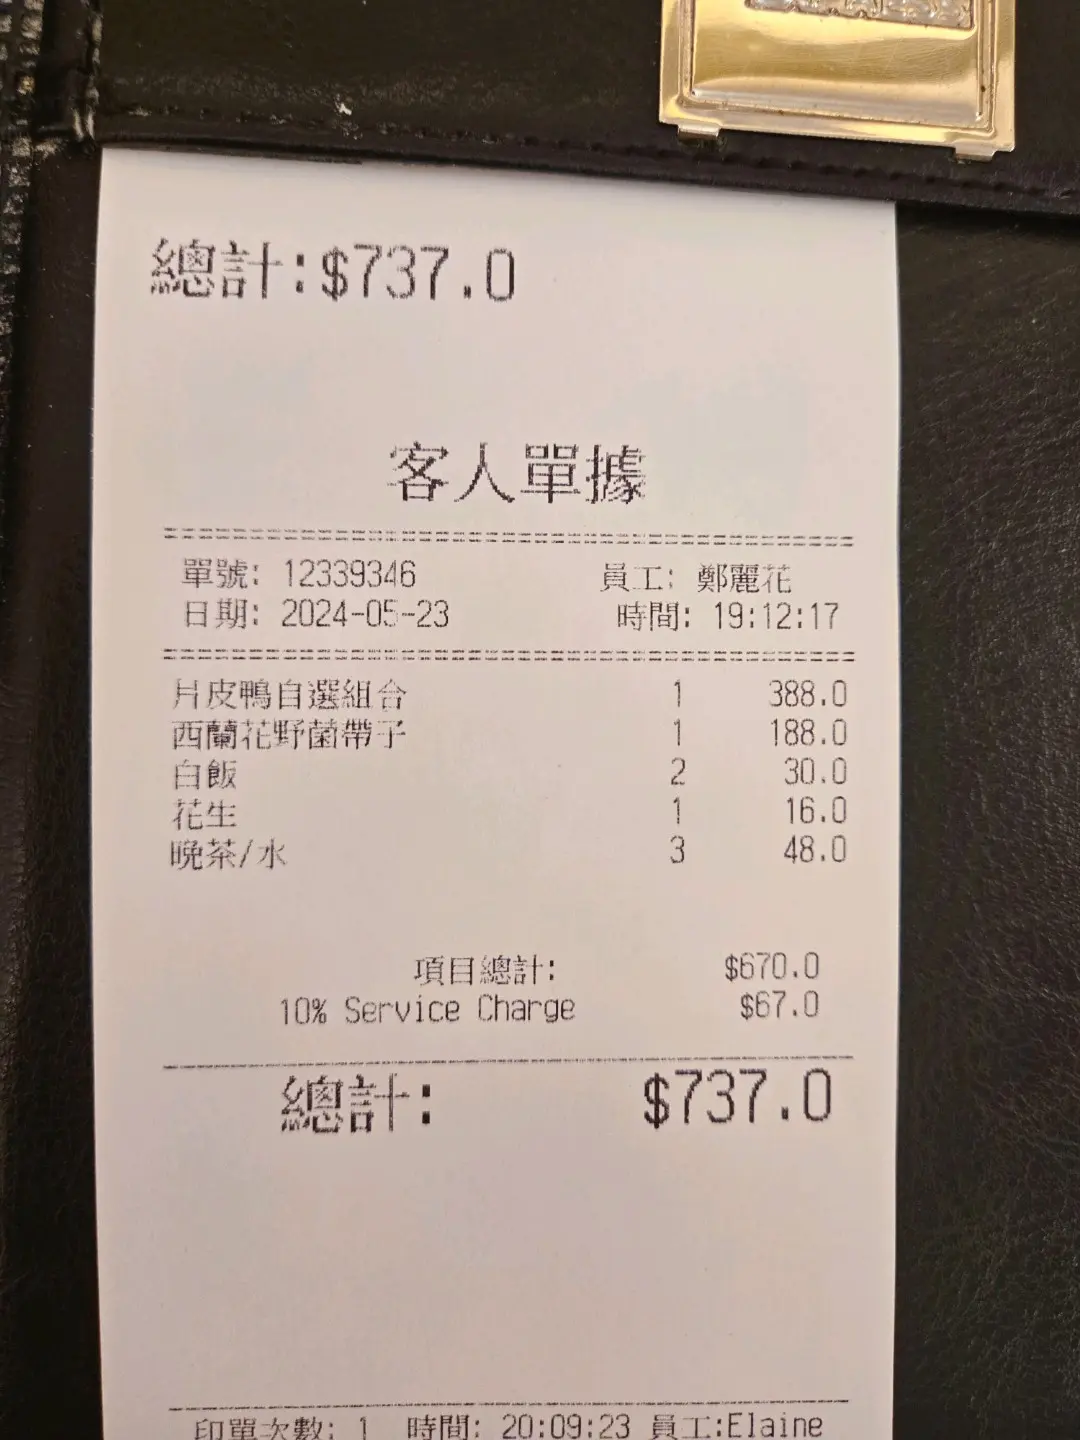 總計:$737.0
客人單據
單號: 12339346 員工: 鄭麗花
日期: 2024-05-23 時間: 19:12:17
片皮鴨自選組合 1 388.0
西蘭花野菌帶子 1 188.0
白飯 2 30.0
花生 1 16.0
晚茶/水 3 48.0
項目總計: $670.0
10% Service Charge $67.0
總計: $737.0
印單次數: 1 時間: 20:09:23 員工:Elaine